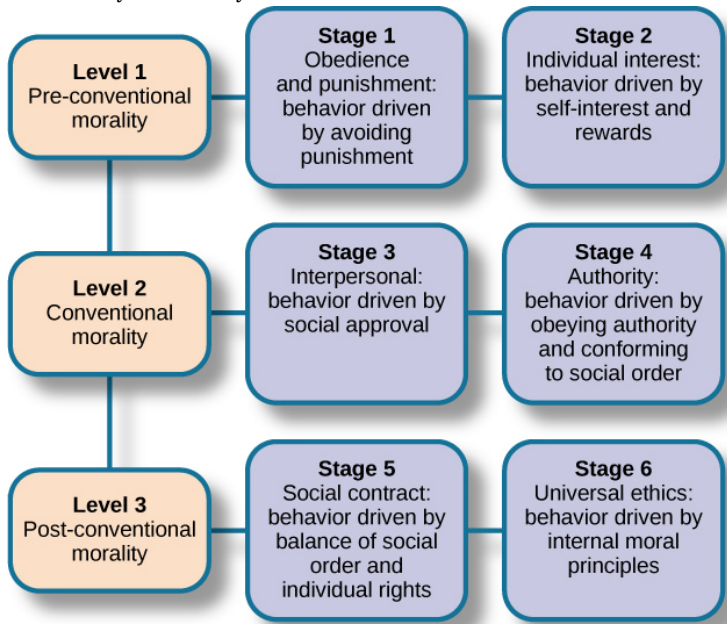 Level 1
Pre-conventional
morality
Stage 1
Obedience
and punishment:
behavior driven
by avoiding
punishment
Stage 2
Individual interest:
behavior driven by
self-interest and
rewards
Level 2
Conventional
morality
Stage 3
Interpersonal:
behavior driven by
social approval
Stage 4
Authority:
behavior driven by
obeying authority
and conforming
to social order
Level 3
Post-conventional
morality
Stage 5
Social contract:
behavior driven by
balance of social
order and
individual rights
Stage 6
Universal ethics:
behavior driven by
internal moral
principles